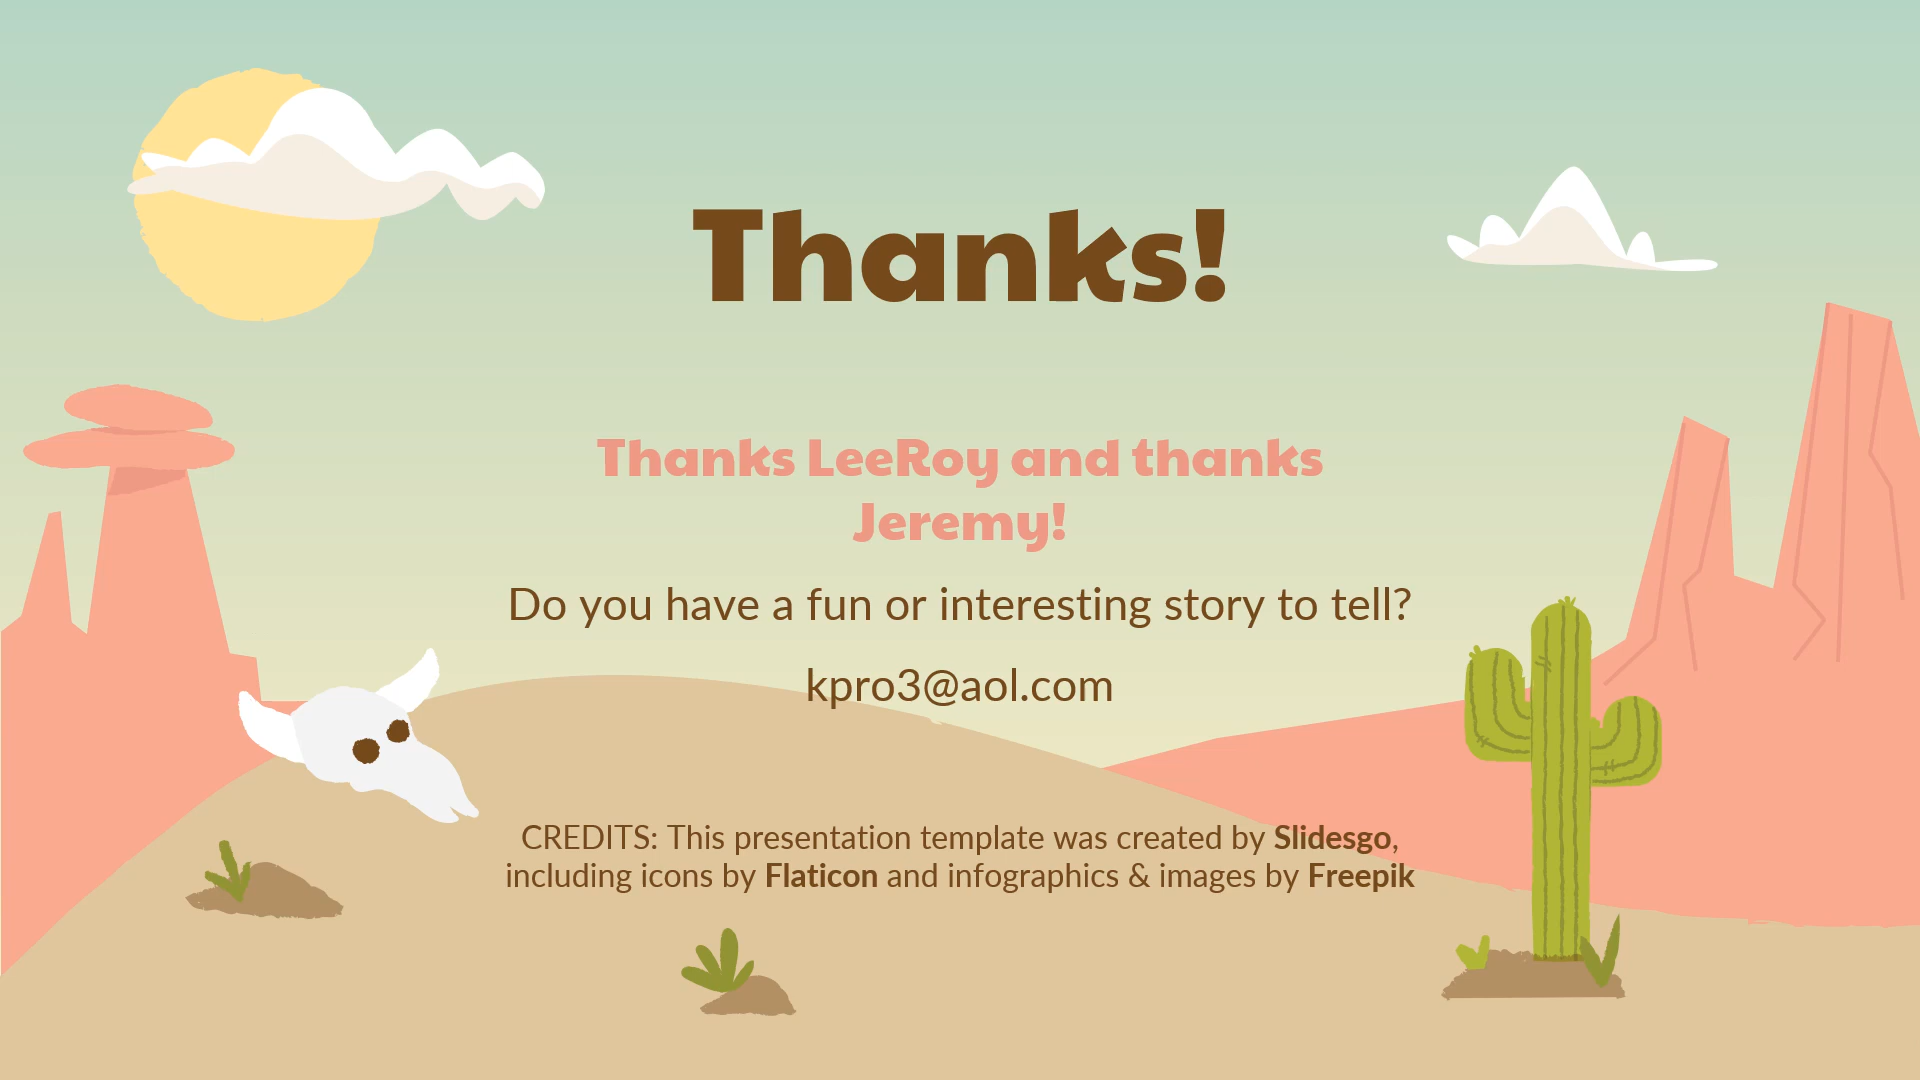 Thanks!
Thanks LeeRoy and thanks
Jeremy!
Do you have a fun or interesting story to tell?
kpro3@aol.com
CREDITS: This presentation template was created by Slidesgo,
including icons by Flaticon and infographics & images by Freepik